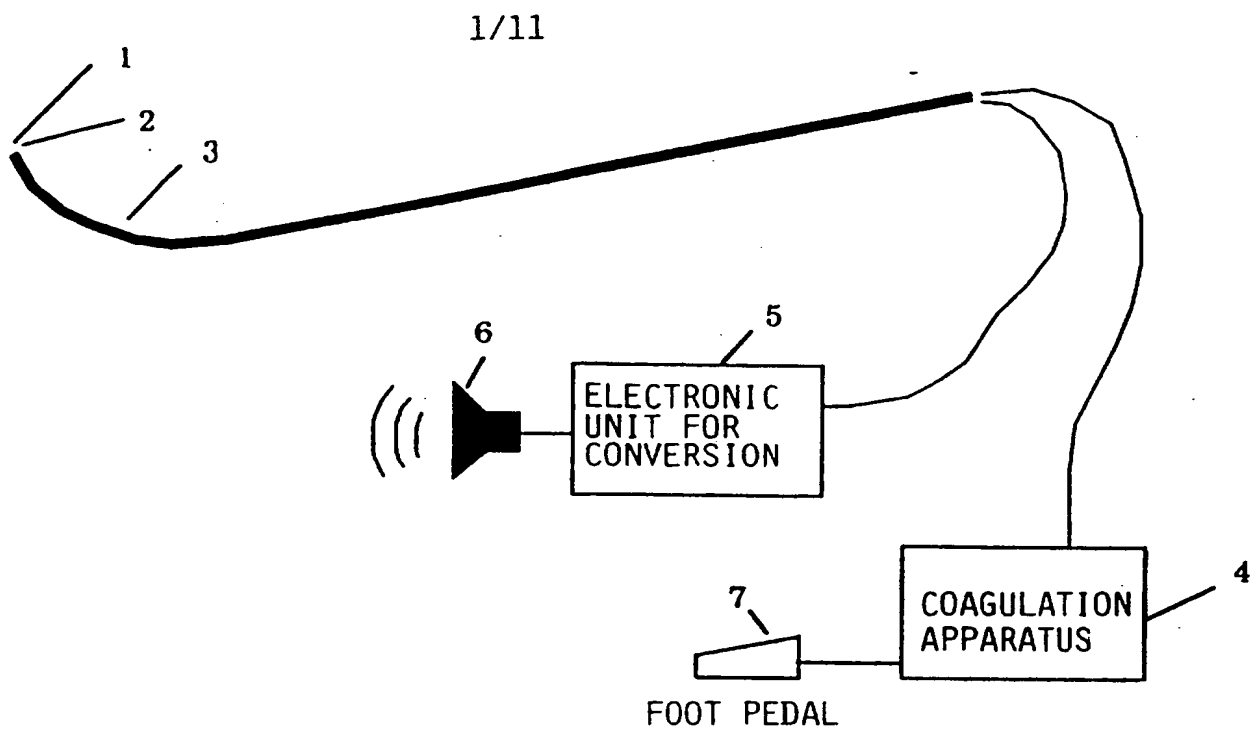 1/11
1
2
3
6
5
ELECTRONIC
UNIT FOR
CONVERSION
7
4
COAGULATION
APPARATUS
FOOT PEDAL